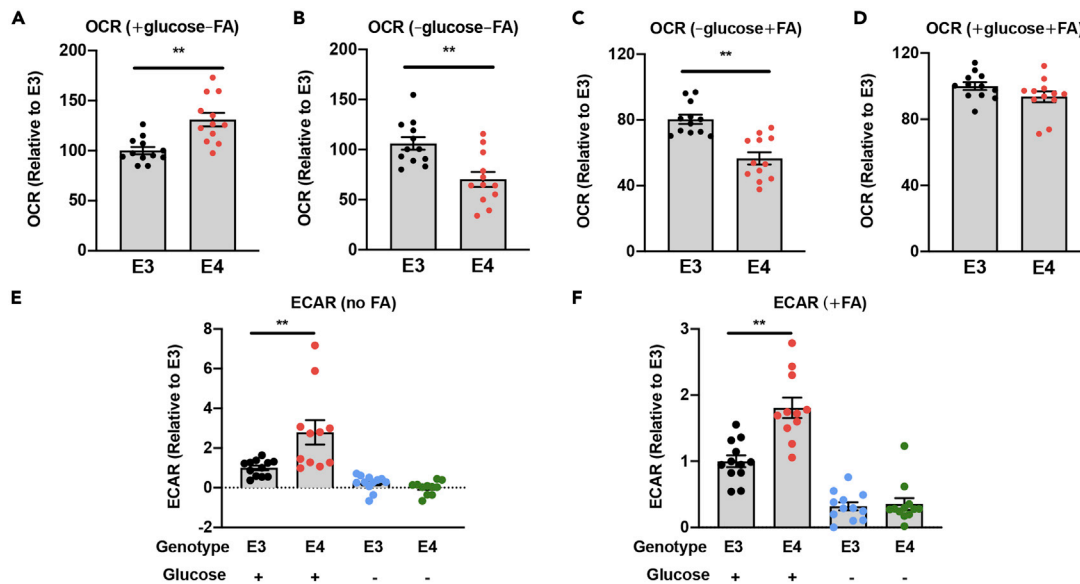 A
OCR (+glucose−FA)
**
OCR (Relative to E3)
200
150
100
50
0
E3 E4
B
OCR (−glucose−FA)
**
OCR (Relative to E3)
200
150
100
50
0
E3 E4
C
OCR (−glucose+FA)
**
OCR (Relative to E3)
120
80
40
0
E3 E4
D
OCR (+glucose+FA)
OCR (Relative to E3)
120
80
40
0
E3 E4
E
ECAR (no FA)
**
ECAR (Relative to E3)
8
6
4
2
0
-2
Genotype E3 E4 E3 E4
Glucose + + - -
F
ECAR (+FA)
**
ECAR (Relative to E3)
3
2
1
0
Genotype E3 E4 E3 E4
Glucose + + - -